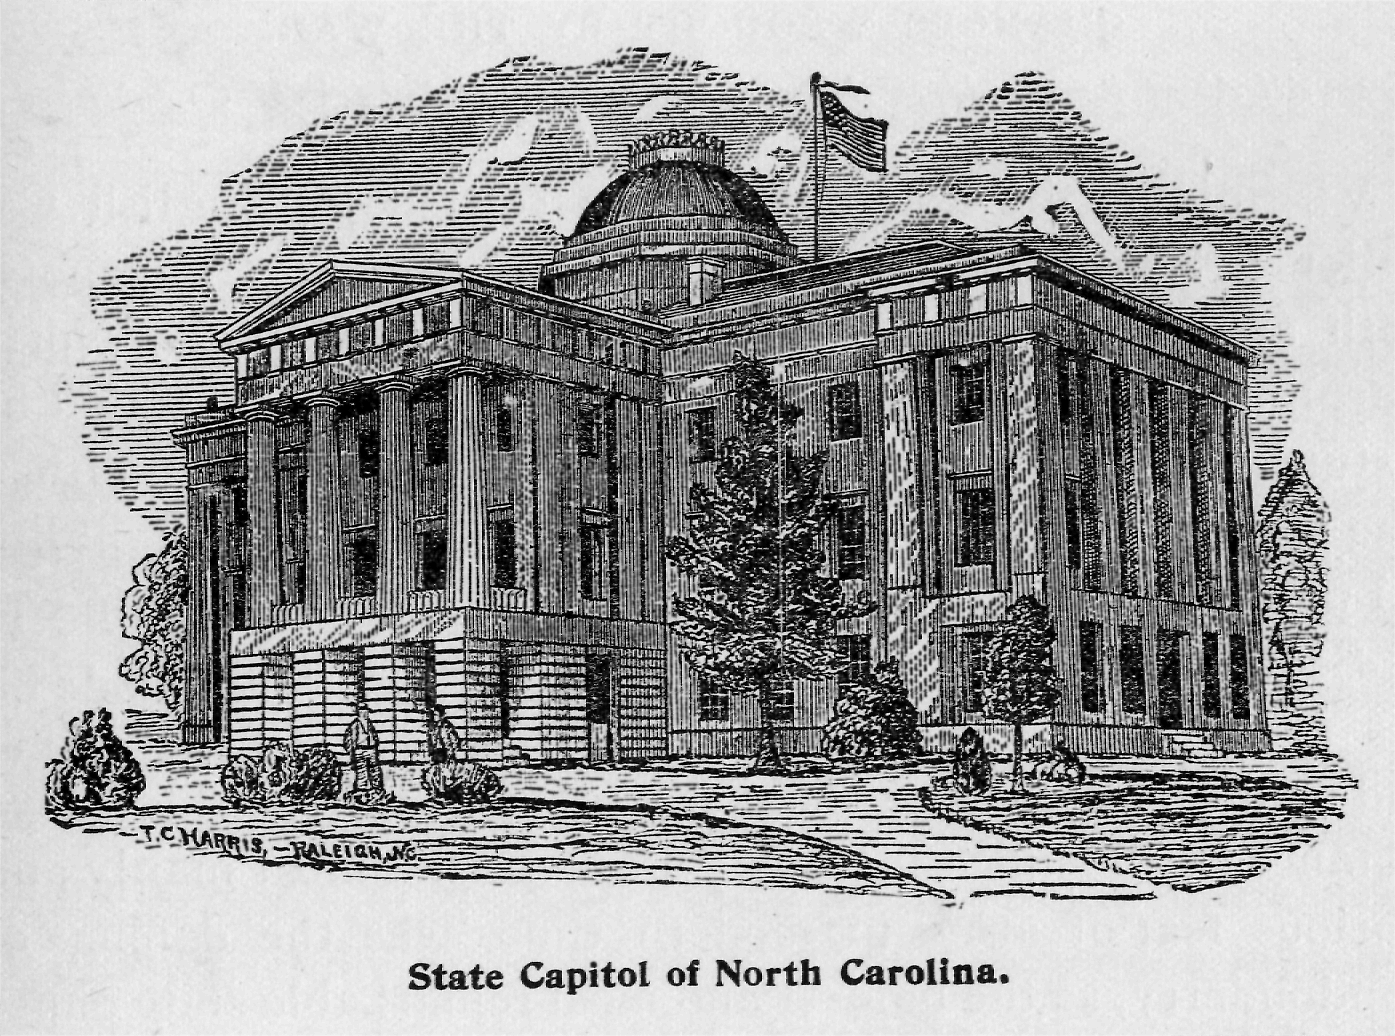 T.C HARRIS, – RALEIGH, N.C
State Capitol of North Carolina.